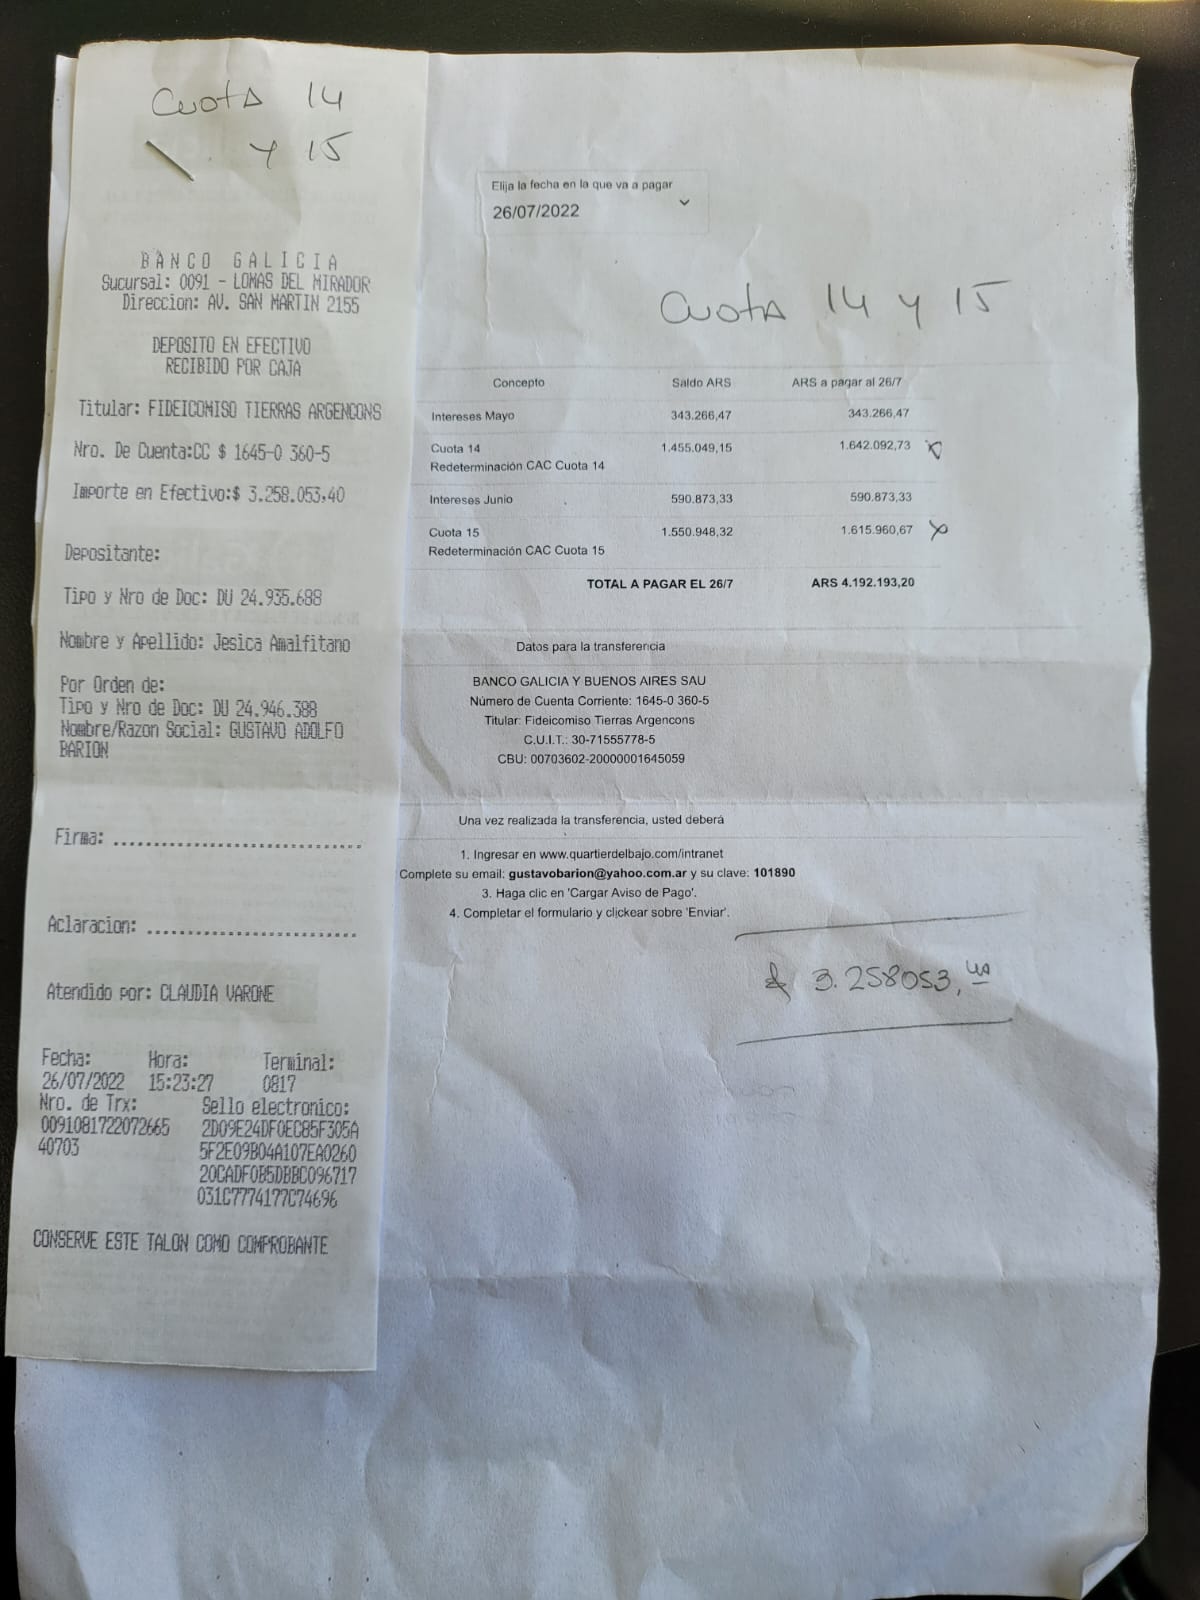 Cuota 14
y 15
BANCO GALICIA
Sucursal: 0091 - LOMAS DEL MIRADOR
Direccion: AV. SAN MARTIN 2155
DEPOSITO EN EFECTIVO
RECIBIDO POR CAJA
Titular: FIDEICOMISO TIERRAS ARGENCONS
Nro. De Cuenta:CC $ 1645-0 360-5
Importe en Efectivo:$ 3.258.053,40
Depositante:
Tipo y Nro de Doc: DU 24.935.688
Nombre y Apellido: Jesica Amalfitano
Por Orden de:
Tipo y Nro de Doc: DU 24.946.388
Nombre/Razon Social: GUSTAVO ADOLFO
BARION
Firma: ................................
Aclaracion: ................................
Atendido por: CLAUDIA VARONE
Fecha: Hora: Terminal:
26/07/2022 15:23:27 0817
Nro. de Trx: Sello electronico:
0091081722072665 2D09E24DF0EC85F305A
40703 5F2E09B04A107EA0260
20CADF0B5DBBC096717
031C7774177C74696
CONSERVE ESTE TALON COMO COMPROBANTE
Elija la fecha en la que va a pagar
26/07/2022
Cuota 14 y 15
Concepto Saldo ARS ARS a pagar al 26/7
Intereses Mayo 343.266,47 343.266,47
Cuota 14 1.455.049,15 1.642.092,73
Redeterminación CAC Cuota 14
Intereses Junio 590.873,33 590.873,33
Cuota 15 1.550.948,32 1.615.960,67
Redeterminación CAC Cuota 15
TOTAL A PAGAR EL 26/7 ARS 4.192.193,20
Datos para la transferencia
BANCO GALICIA Y BUENOS AIRES SAU
Número de Cuenta Corriente: 1645-0 360-5
Titular: Fideicomiso Tierras Argencons
C.U.I.T.: 30-71555778-5
CBU: 00703602-20000001645059
Una vez realizada la transferencia, usted deberá
1. Ingresar en www.quartierdelbajo.com/intranet
Complete su email: gustavobarion@yahoo.com.ar y su clave: 101890
3. Haga clic en 'Cargar Aviso de Pago'.
4. Completar el formulario y clickear sobre 'Enviar'.
$ 3.258053,40